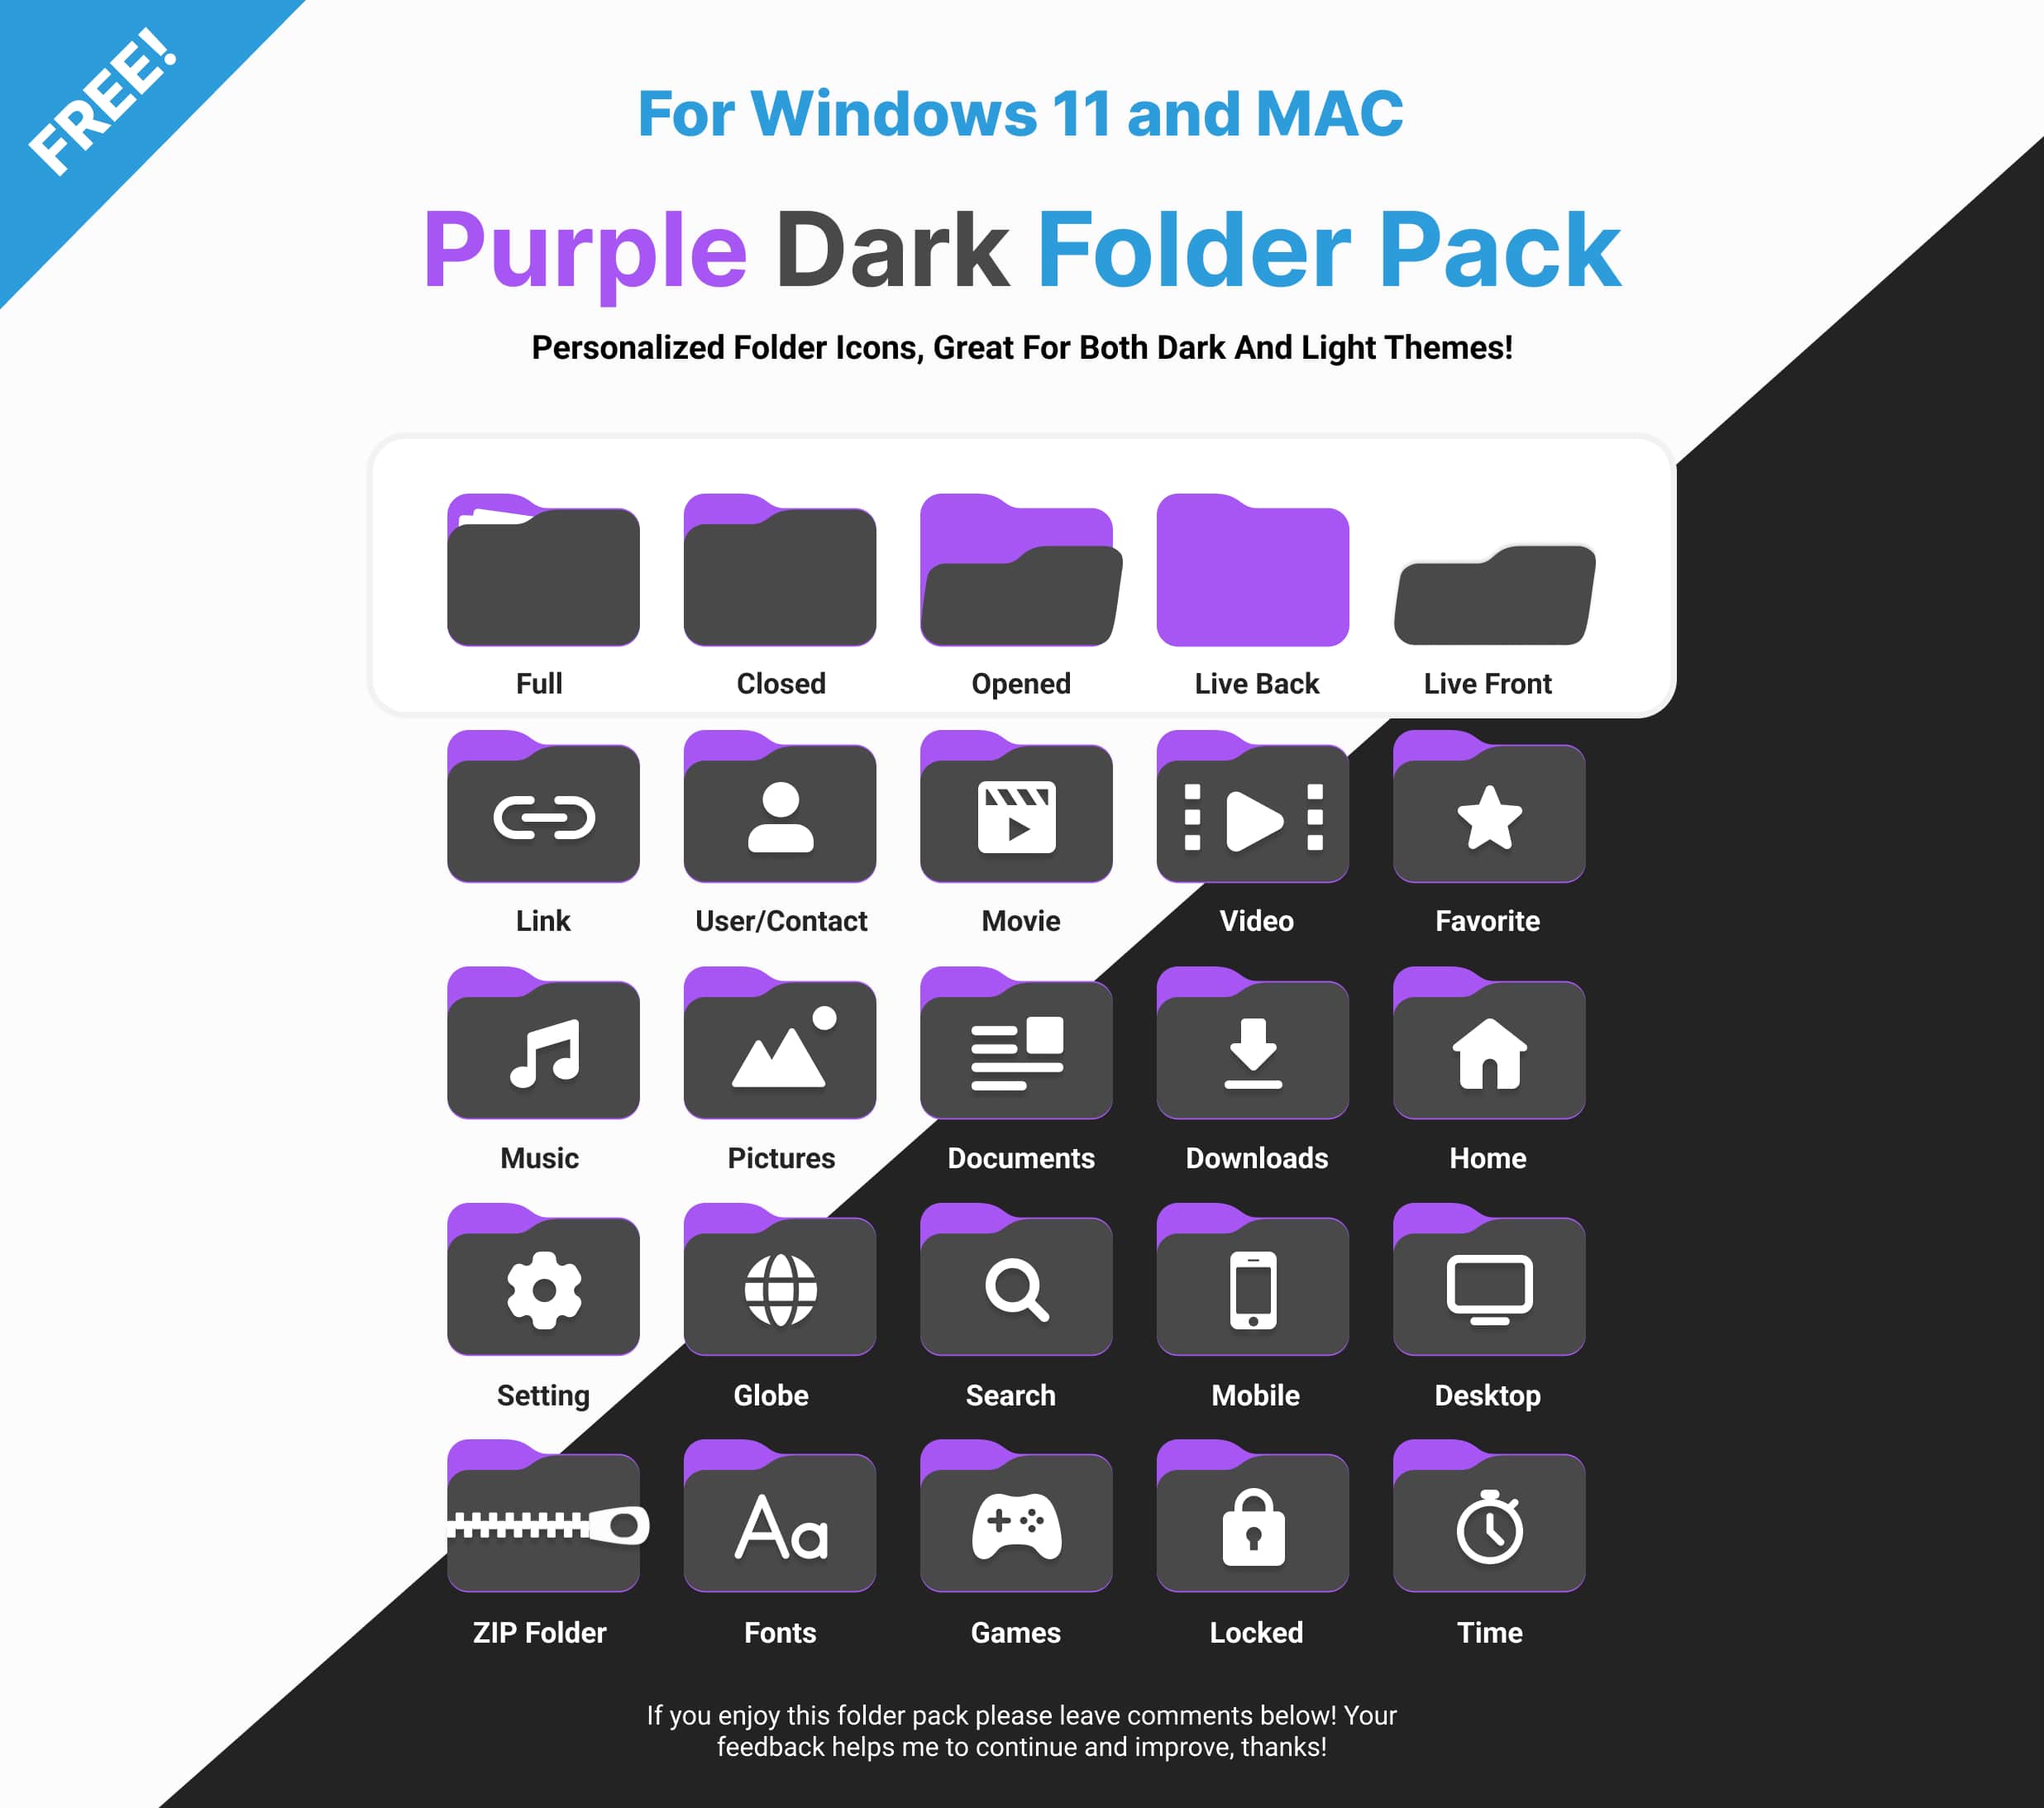 FREE!
For Windows 11 and MAC
Purple Dark Folder Pack
Personalized Folder Icons, Great For Both Dark And Light Themes!
Full
Closed
Opened
Live Back
Live Front
Link
User/Contact
Movie
Video
Favorite
Music
Pictures
Documents
Downloads
Home
Setting
Globe
Search
Mobile
Desktop
Aa
ZIP Folder
Fonts
Games
Locked
Time
If you enjoy this folder pack please leave comments below! Your
feedback helps me to continue and improve, thanks!